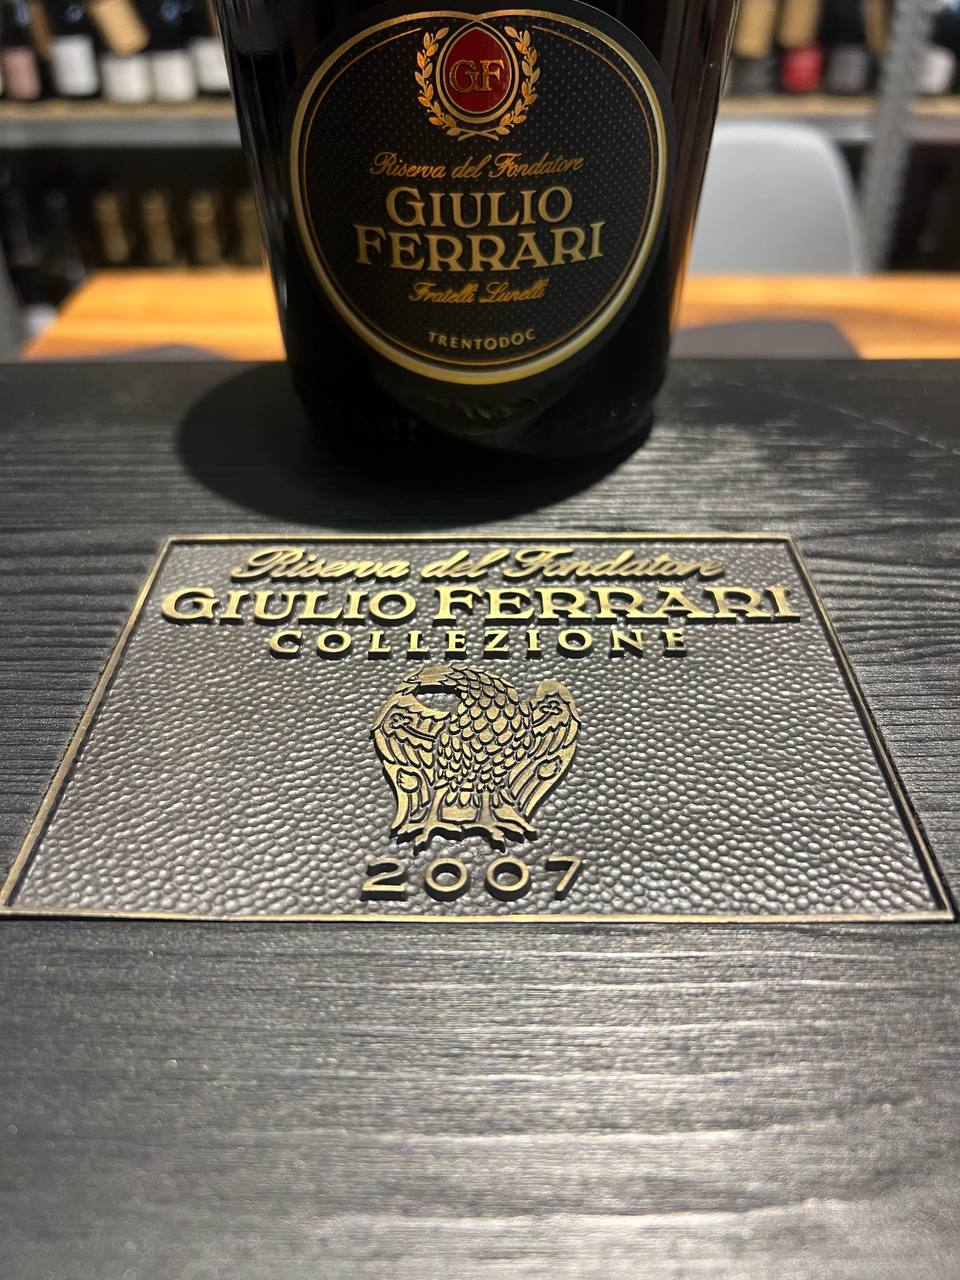 GF
Riserva del Fondatore
GIULIO
FERRARI
Fratelli Lunelli
TRENTODOC
Riserva del Fondatore
GIULIO FERRARI
COLLEZIONE
2007